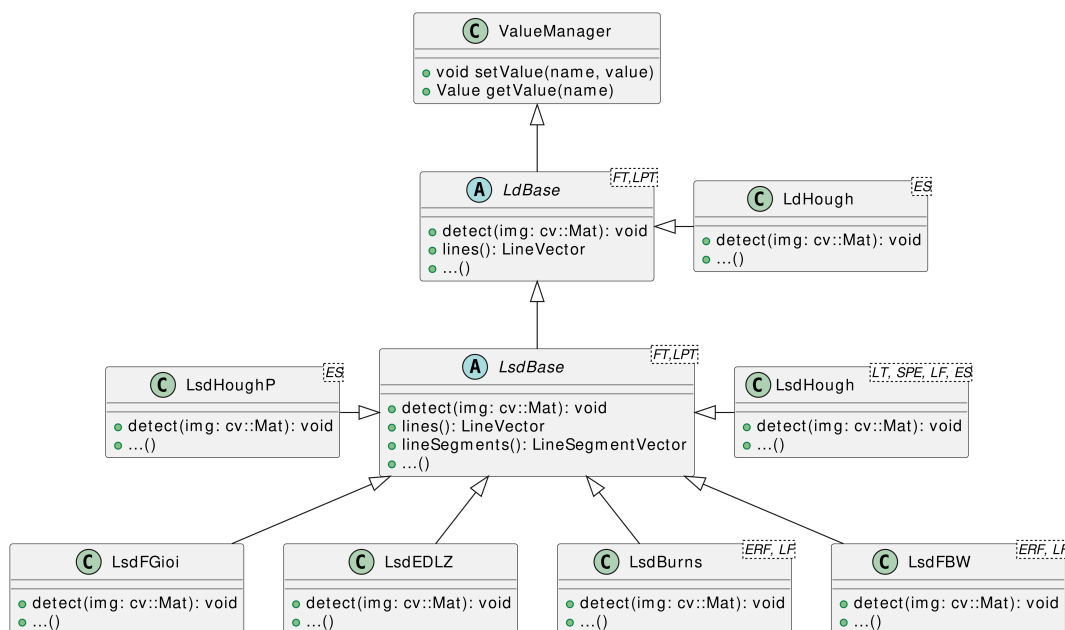 C ValueManager
void setValue(name, value)
Value getValue(name)
FT,LPT
A LdBase
detect(img: cv::Mat): void
lines(): LineVector
...()
ES
C LdHough
detect(img: cv::Mat): void
...()
FT,LPT
A LsdBase
detect(img: cv::Mat): void
lines(): LineVector
lineSegments(): LineSegmentVector
...()
ES
C LsdHoughP
detect(img: cv::Mat): void
...()
LT, SPE, LF, ES
C LsdHough
detect(img: cv::Mat): void
...()
C LsdFGioi
detect(img: cv::Mat): void
...()
C LsdEDLZ
detect(img: cv::Mat): void
...()
ERF, LF
C LsdBurns
detect(img: cv::Mat): void
...()
ERF, LF
C LsdFBW
detect(img: cv::Mat): void
...()